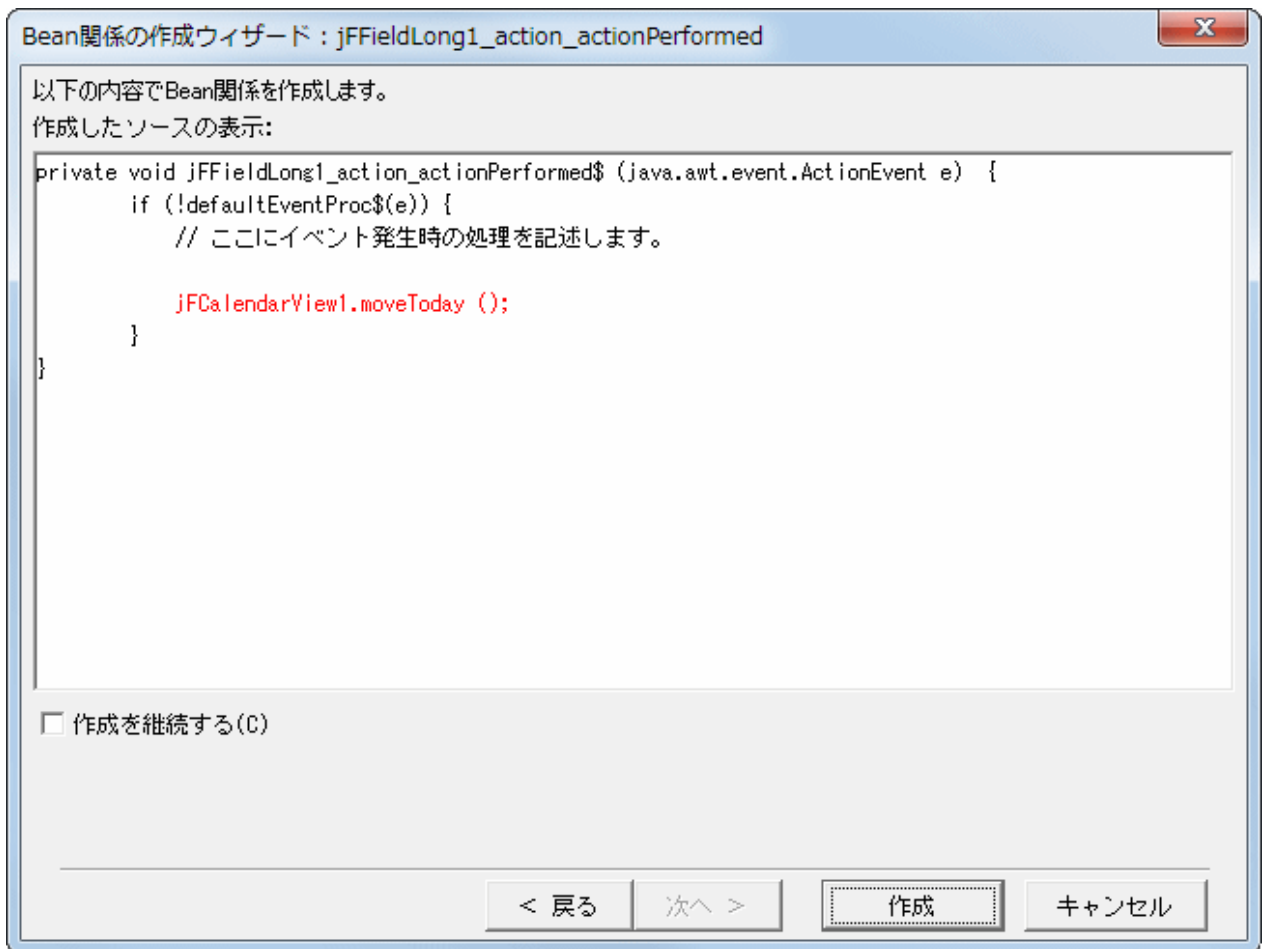 Bean関係の作成ウィザード：jFFieldLong1_action_actionPerformed
以下の内容でBean関係を作成します。
作成したソースの表示:
private void jFFieldLong1_action_actionPerformed$ (java.awt.event.ActionEvent e)  {
        if (!defaultEventProc$(e)) {
            // ここにイベント発生時の処理を記述します。
            jFCalendarView1.moveToday ();
        }
}
作成を継続する(C)
< 戻る 次へ > 作成 キャンセル